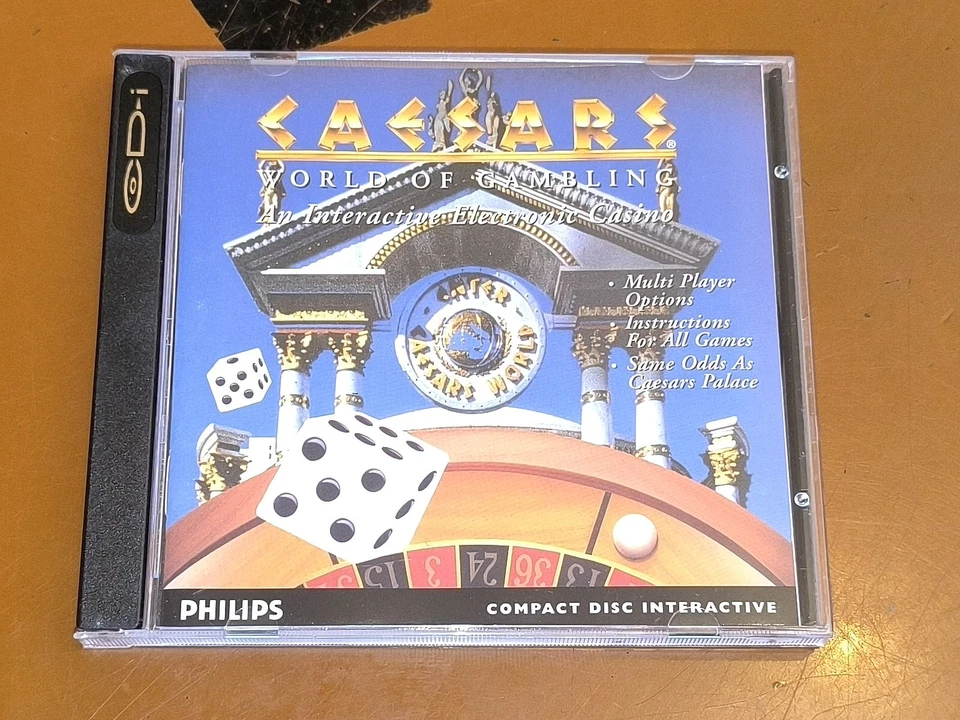 CD-i
CAESARS®
WORLD OF GAMBLING
An Interactive Electronic Casino
ENTER
CAESARS WORLD
• Multi Player
Options
• Instructions
For All Games
• Same Odds As
Caesars Palace
15 3 24 36 13
PHILIPS
COMPACT DISC INTERACTIVE